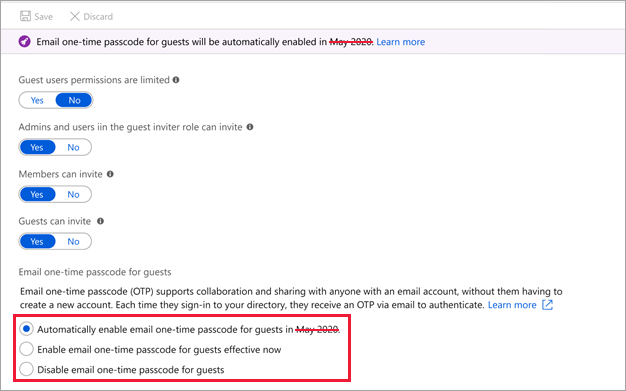 Save Discard
Email one-time passcode for guests will be automatically enabled in May 2020. Learn more
Guest users permissions are limited
Yes No
Admins and users iin the guest inviter role can invite
Yes No
Members can invite
Yes No
Guests can invite
Yes No
Email one-time passcode for guests
Email one-time passcode (OTP) supports collaboration and sharing with anyone with an email account, without them having to
create a new account. Each time they sign-in to your directory, they receive an OTP via email to authenticate. Learn more
Automatically enable email one-time passcode for guests in May 2020.
Enable email one-time passcode for guests effective now
Disable email one-time passcode for guests